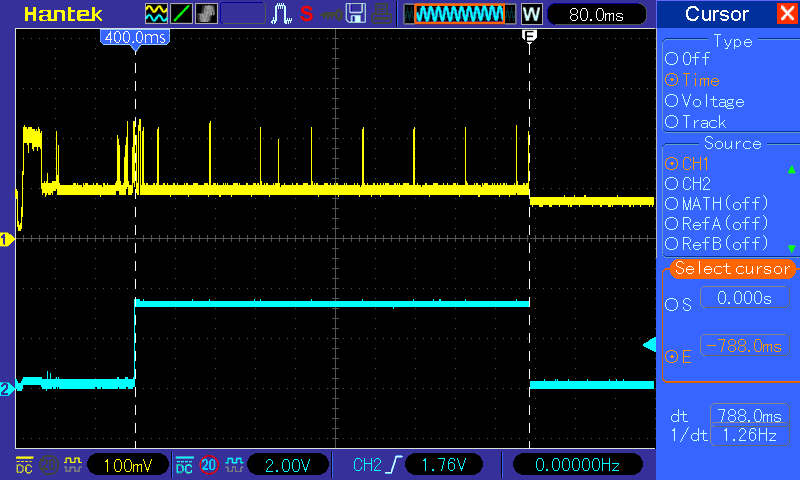 Hantek S W 80.0ms Cursor
400.0ms
E
Type
Off
Time
Voltage
Track
Source
CH1
CH2
MATH(off)
RefA(off)
RefB(off)
Select cursor
S 0.000s
E -788.0ms
dt 788.0ms
1/dt 1.26Hz
1
2
DC 20 100mV DC 20 2.00V CH2 1.76V 0.00000Hz